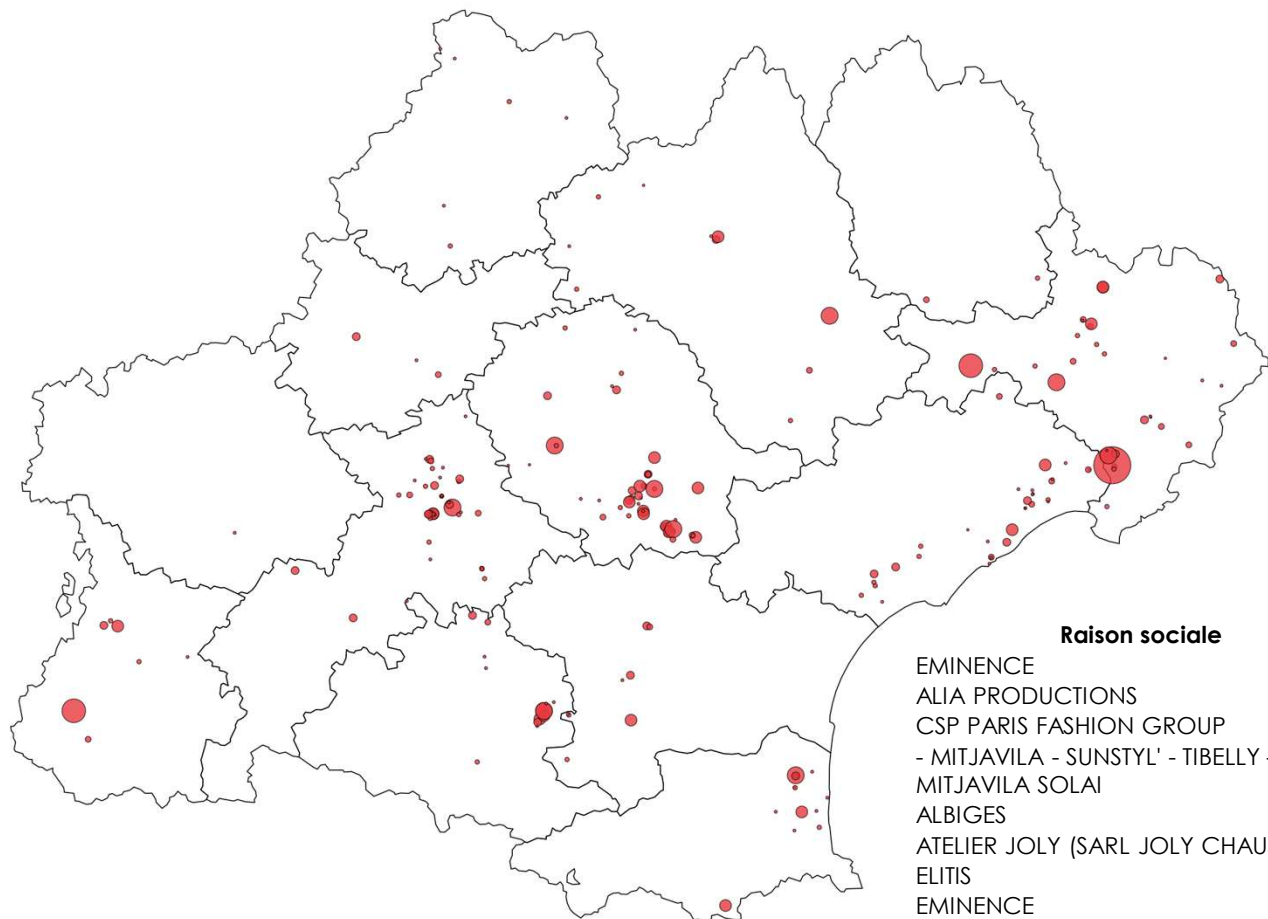 Raison sociale
EMINENCE
ALIA PRODUCTIONS
CSP PARIS FASHION GROUP
- MITJAVILA - SUNSTYL' - TIBELLY -
MITJAVILA SOLAI
ALBIGES
ATELIER JOLY (SARL JOLY CHAU
ELITIS
EMINENCE